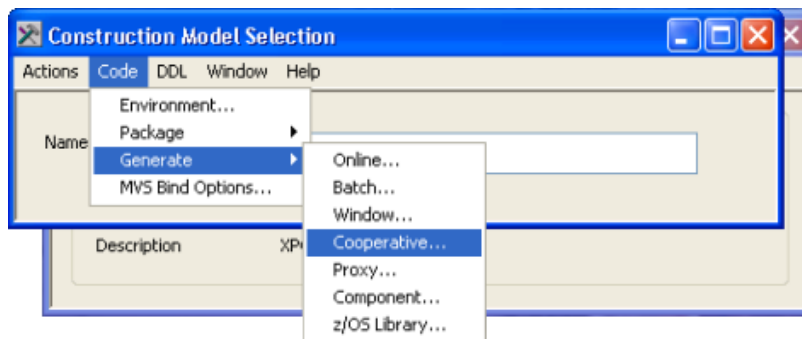 Construction Model Selection
Actions Code DDL Window Help
Environment...
Package
Name
Generate
MVS Bind Options...
Online...
Batch...
Window...
Cooperative...
Proxy...
Component...
z/OS Library...
Description